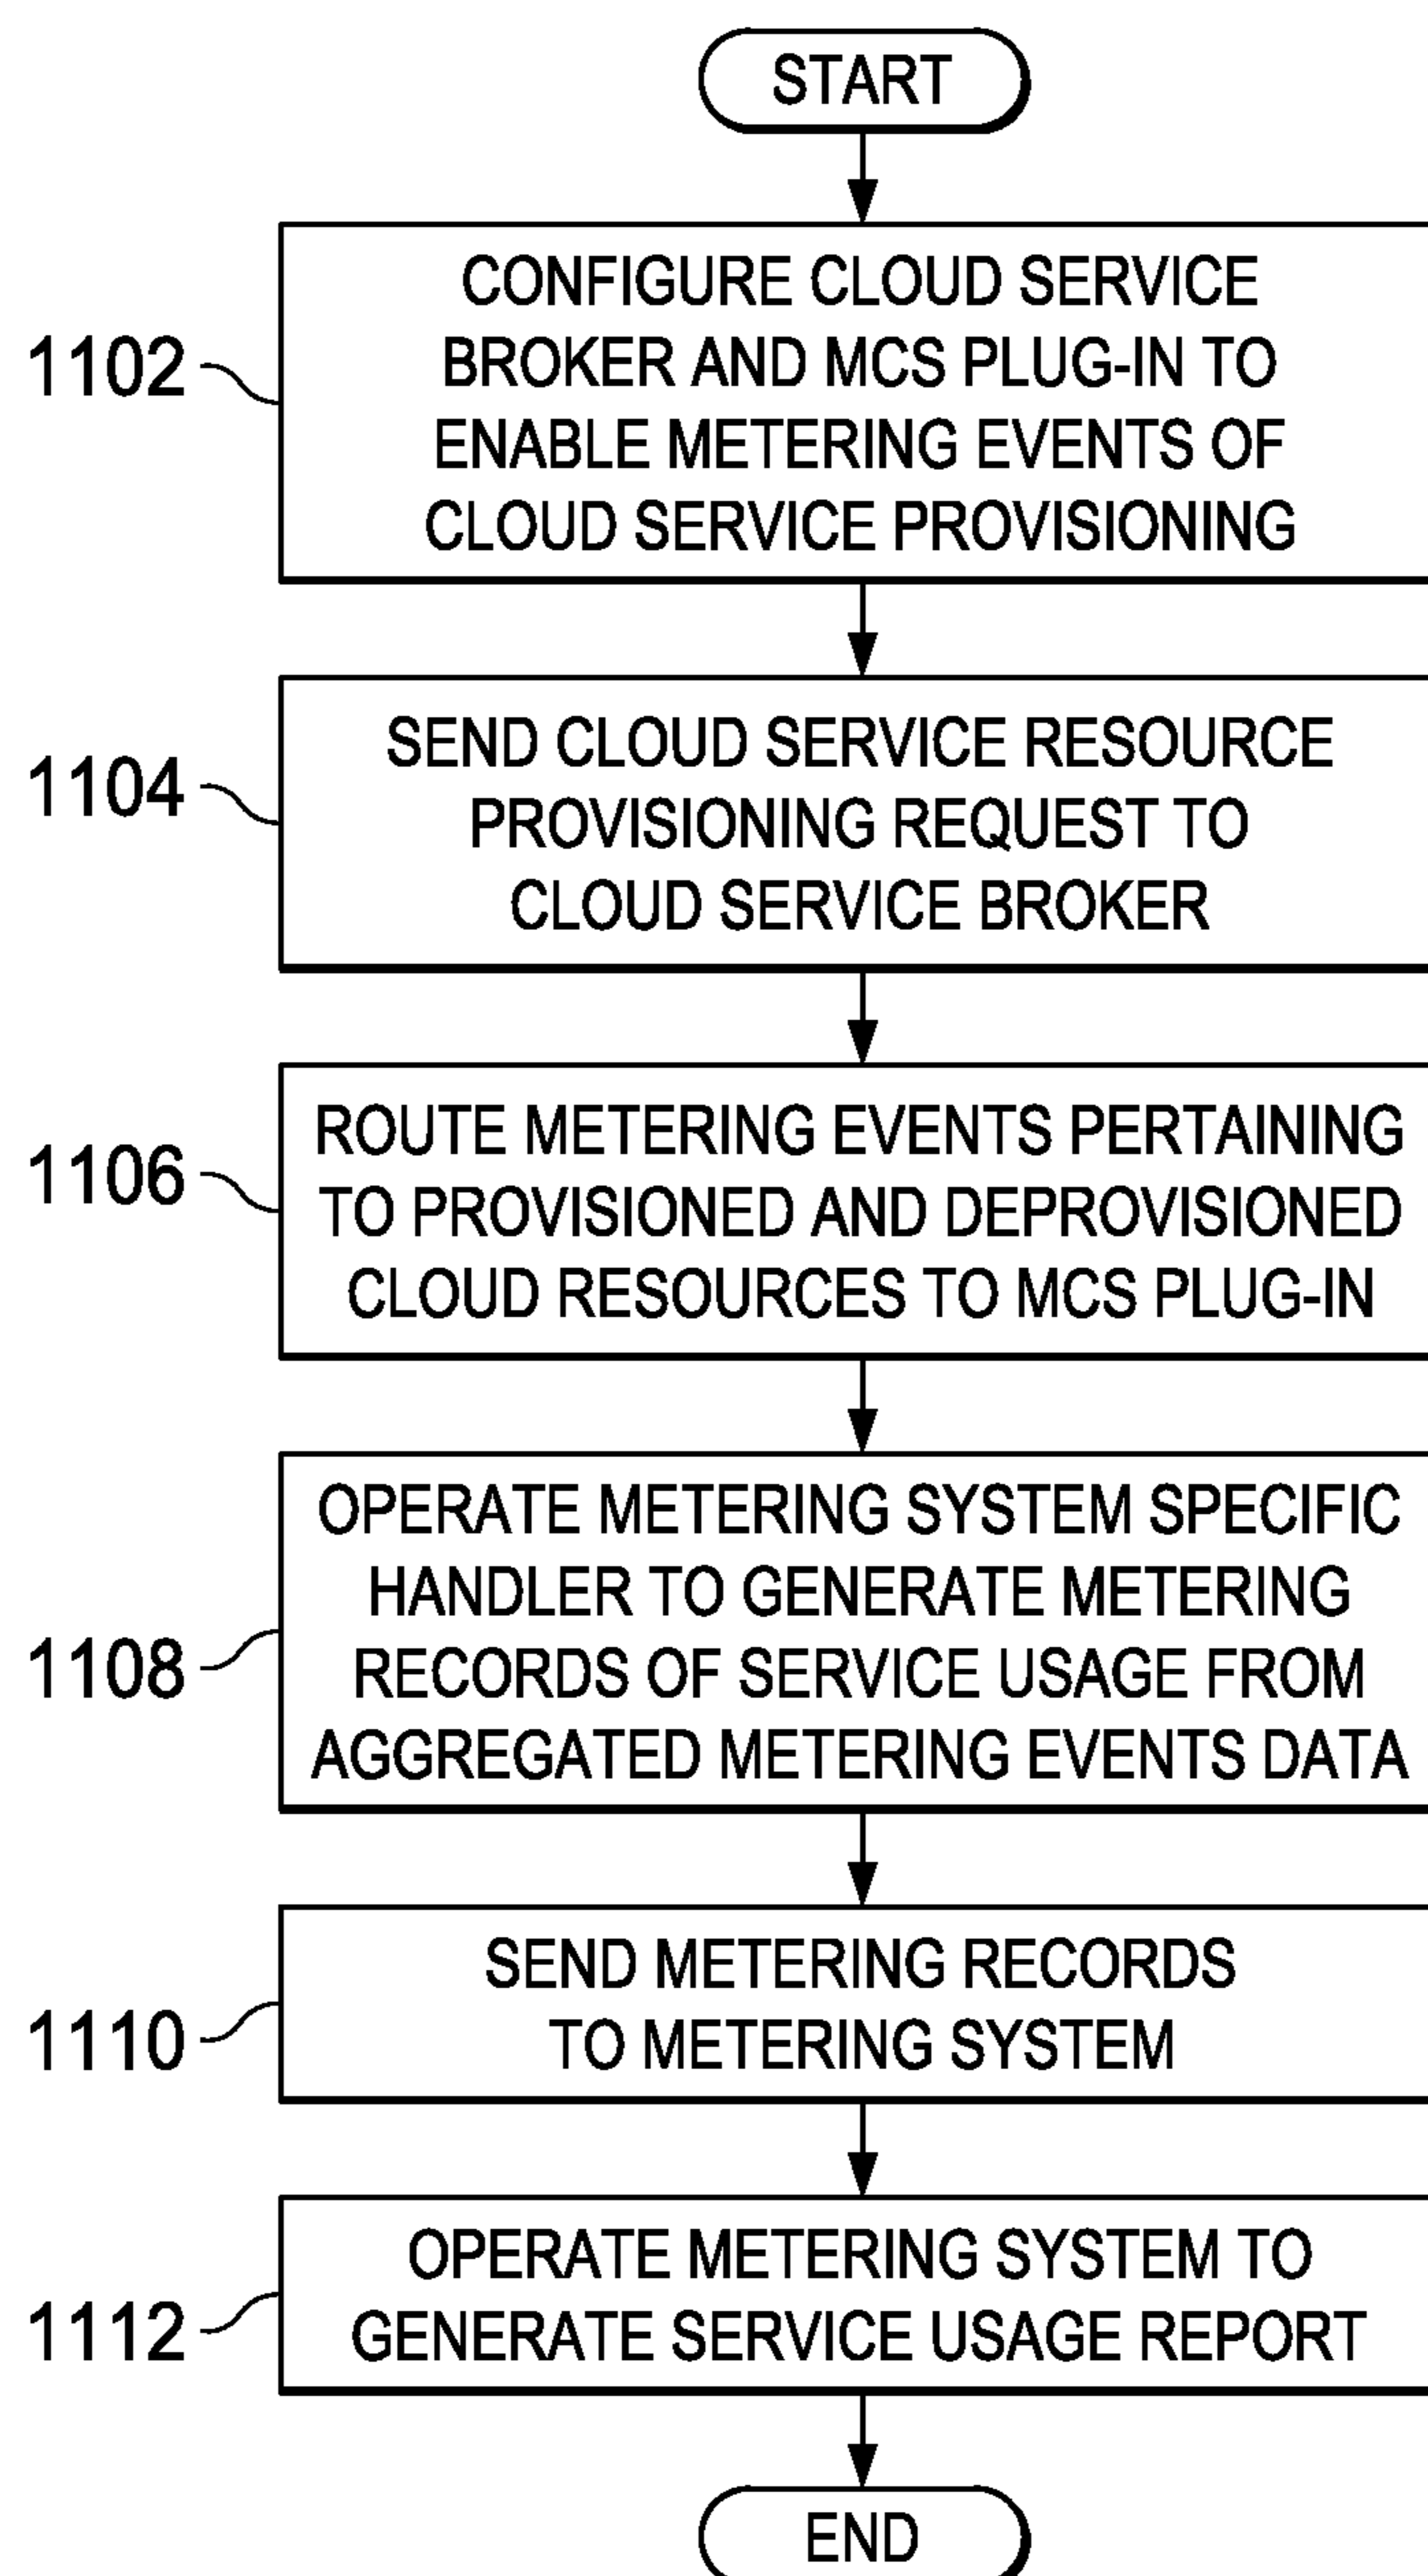 START
CONFIGURE CLOUD SERVICE
BROKER AND MCS PLUG-IN TO
ENABLE METERING EVENTS OF
CLOUD SERVICE PROVISIONING
1102
SEND CLOUD SERVICE RESOURCE
PROVISIONING REQUEST TO
CLOUD SERVICE BROKER
1104
ROUTE METERING EVENTS PERTAINING
TO PROVISIONED AND DEPROVISIONED
CLOUD RESOURCES TO MCS PLUG-IN
1106
OPERATE METERING SYSTEM SPECIFIC
HANDLER TO GENERATE METERING
RECORDS OF SERVICE USAGE FROM
AGGREGATED METERING EVENTS DATA
1108
SEND METERING RECORDS
TO METERING SYSTEM
1110
OPERATE METERING SYSTEM TO
GENERATE SERVICE USAGE REPORT
1112
END